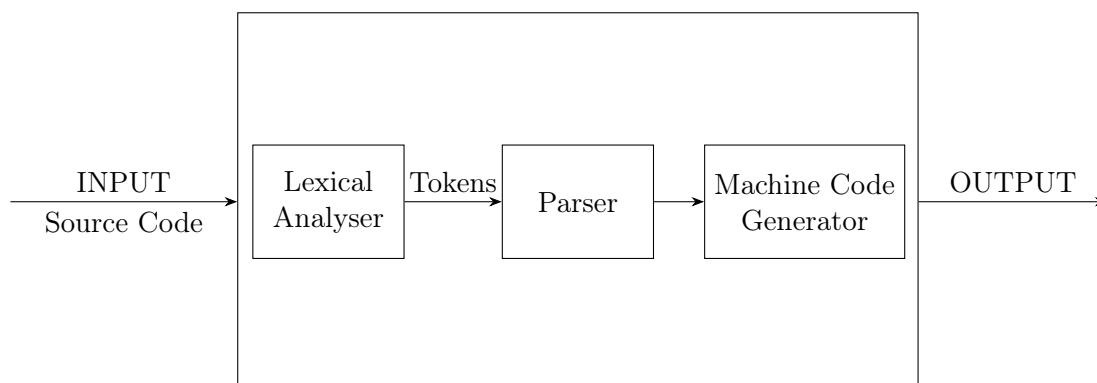 INPUT
Source Code
Lexical
Analyser
Tokens
Parser
Machine Code
Generator
OUTPUT